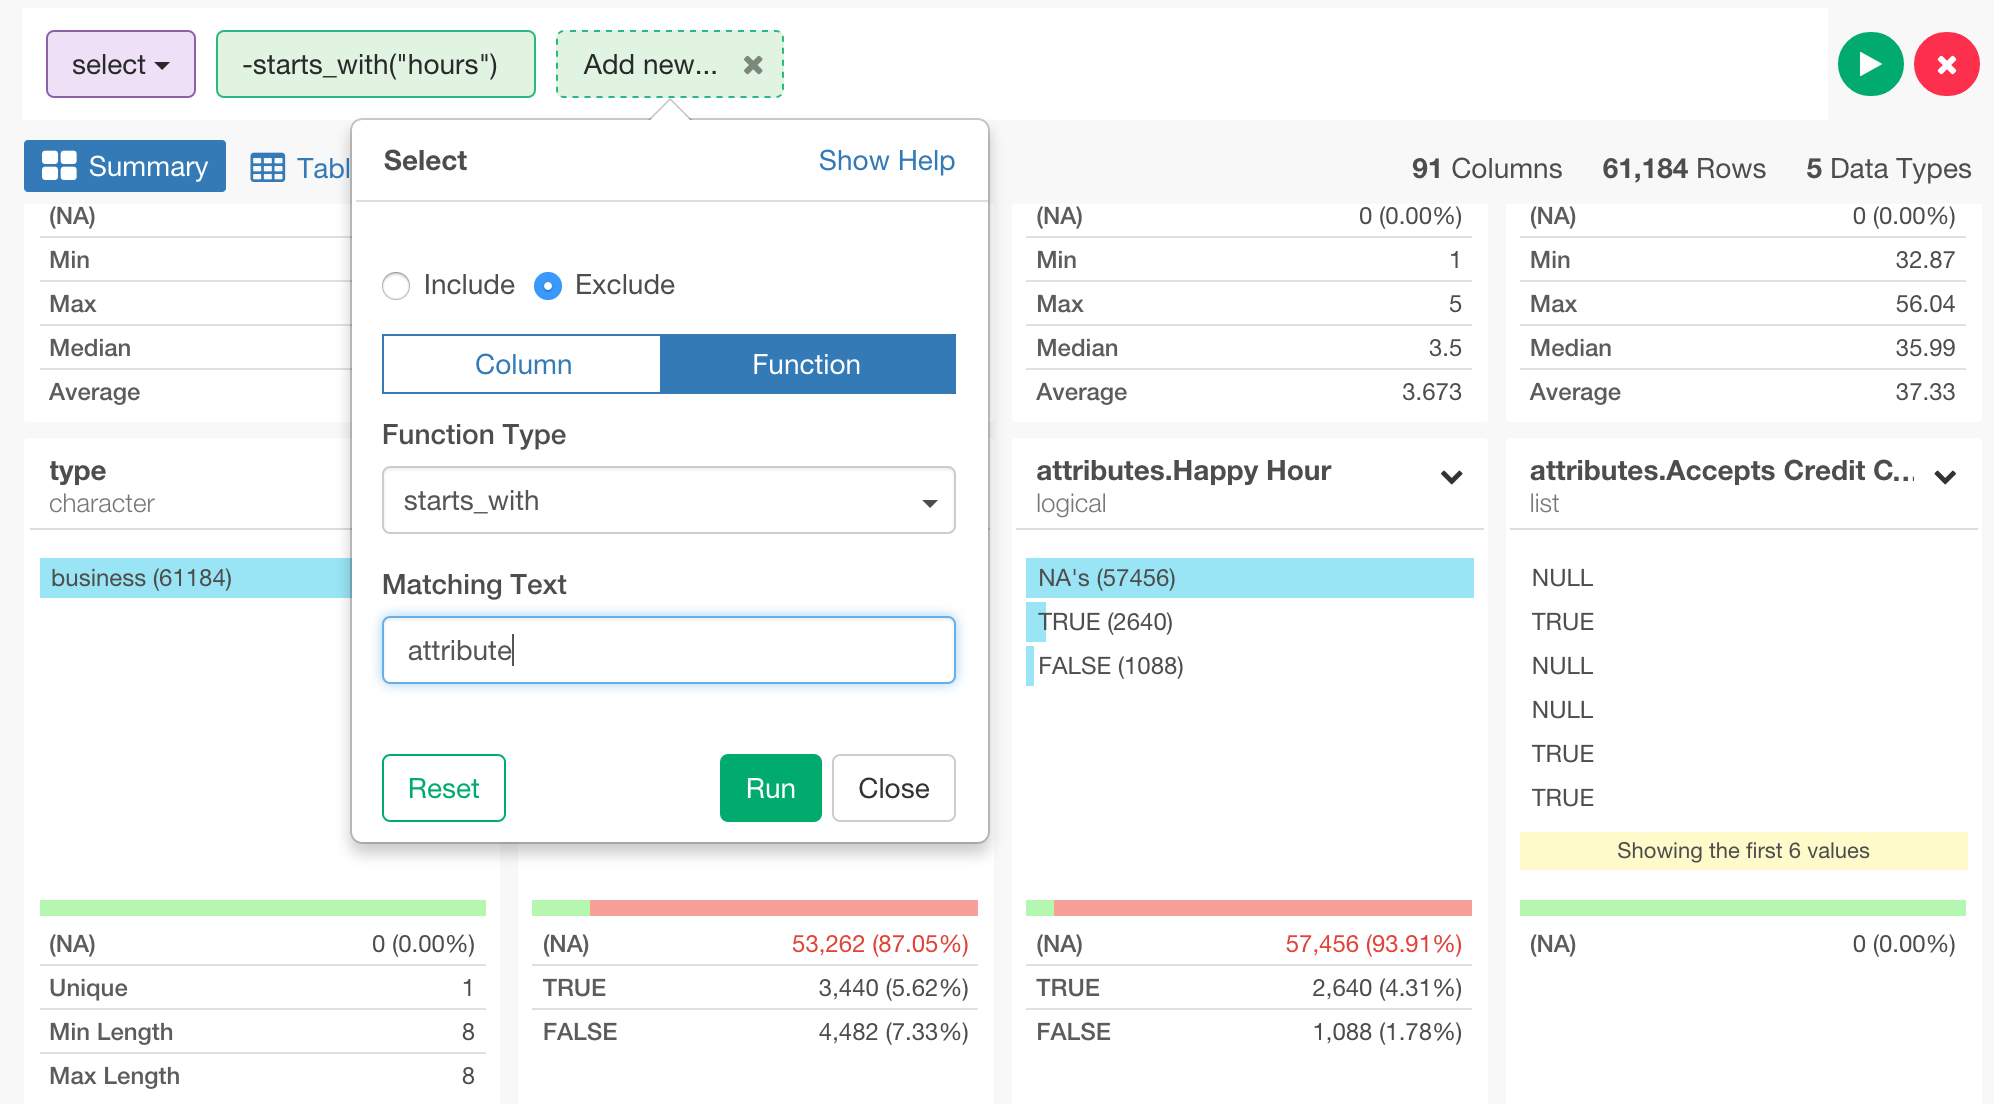 select
-starts_with("hours")
Add new...
Select
Show Help
Include
Exclude
Column
Function
Function Type
starts_with
Matching Text
attribute
Reset
Run
Close
Summary
Tabl
91 Columns
61,184 Rows
5 Data Types
(NA)
Min
Max
Median
Average
(NA) 0 (0.00%)
Min 1
Max 5
Median 3.5
Average 3.673
(NA) 0 (0.00%)
Min 32.87
Max 56.04
Median 35.99
Average 37.33
type
character
business (61184)
(NA) 0 (0.00%)
Unique 1
Min Length 8
Max Length 8
(NA) 53,262 (87.05%)
TRUE 3,440 (5.62%)
FALSE 4,482 (7.33%)
attributes.Happy Hour
logical
NA's (57456)
TRUE (2640)
FALSE (1088)
(NA) 57,456 (93.91%)
TRUE 2,640 (4.31%)
FALSE 1,088 (1.78%)
attributes.Accepts Credit C...
list
NULL
TRUE
NULL
NULL
TRUE
TRUE
Showing the first 6 values
(NA) 0 (0.00%)